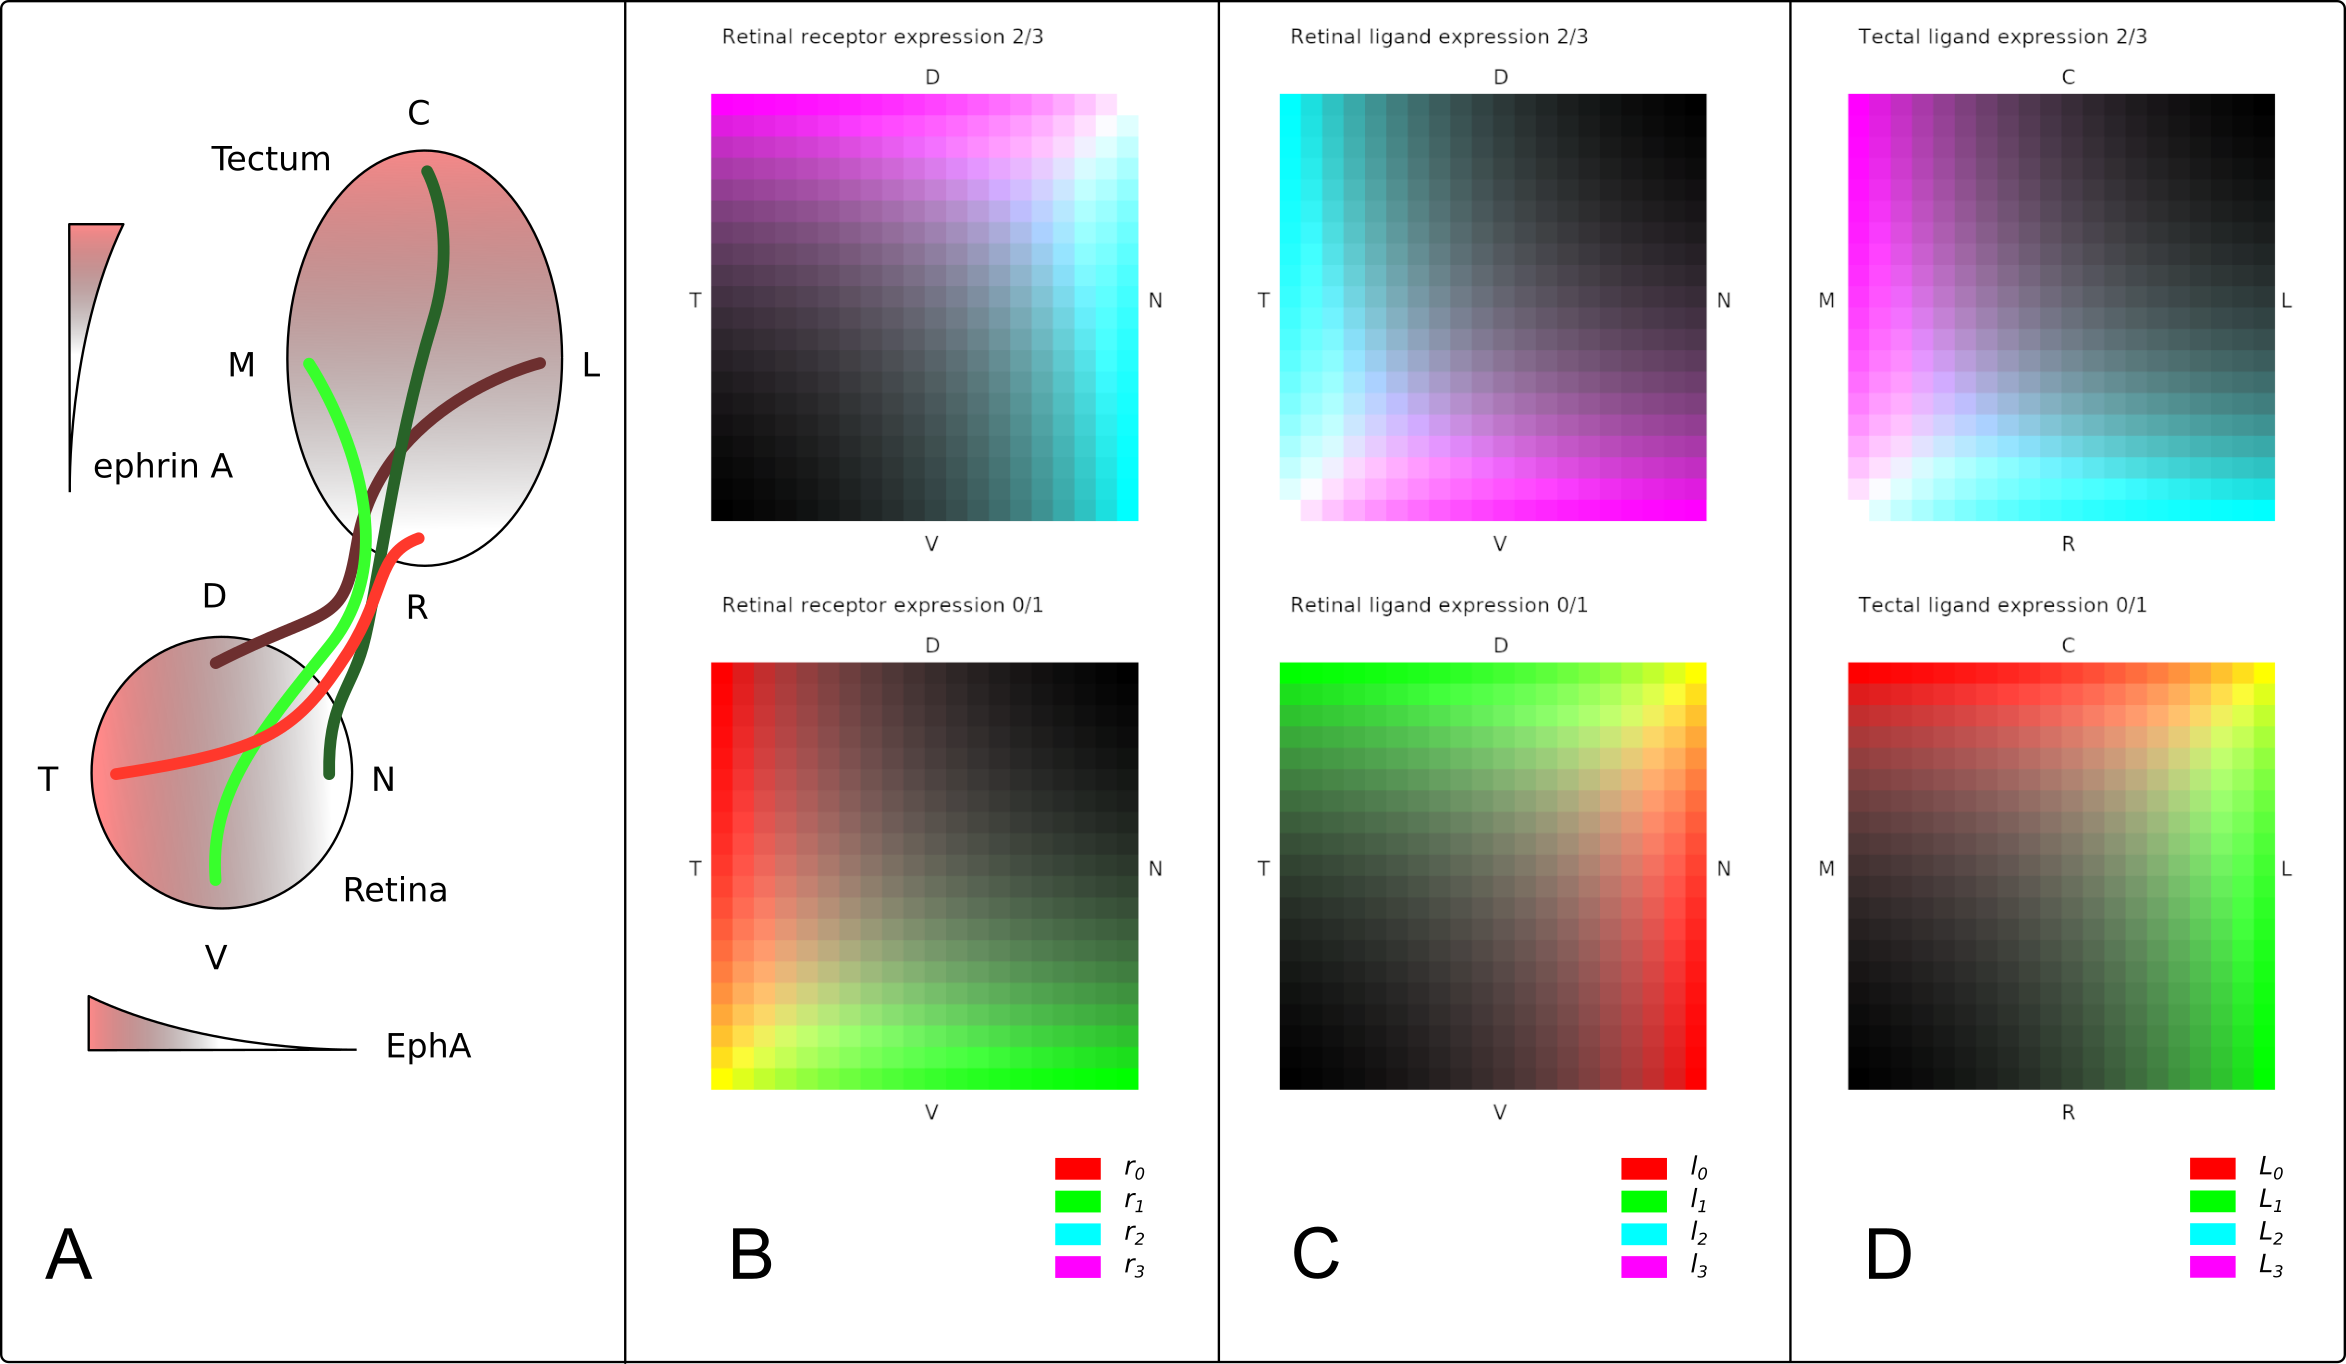 C
Tectum
M
L
ephrin A
D
R
T
N
Retina
V
EphA
A
Retinal receptor expression 2/3
D
T
N
V
Retinal receptor expression 0/1
D
T
N
V
r0
r1
r2
r3
B
Retinal ligand expression 2/3
D
T
N
V
Retinal ligand expression 0/1
D
T
N
V
l0
l1
l2
l3
C
Tectal ligand expression 2/3
C
M
L
R
Tectal ligand expression 0/1
C
M
L
R
L0
L1
L2
L3
D